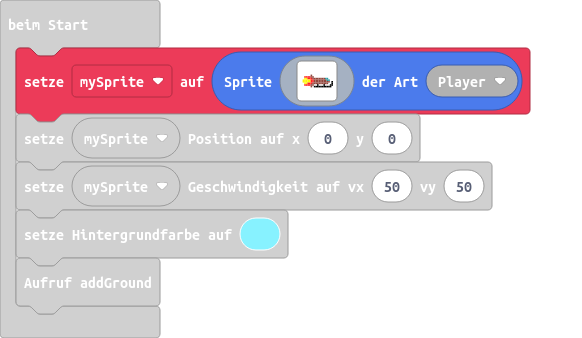 beim Start
setze mySprite auf Sprite der Art Player
setze mySprite Position auf x 0 y 0
setze mySprite Geschwindigkeit auf vx 50 vy 50
setze Hintergrundfarbe auf
Aufruf addGround